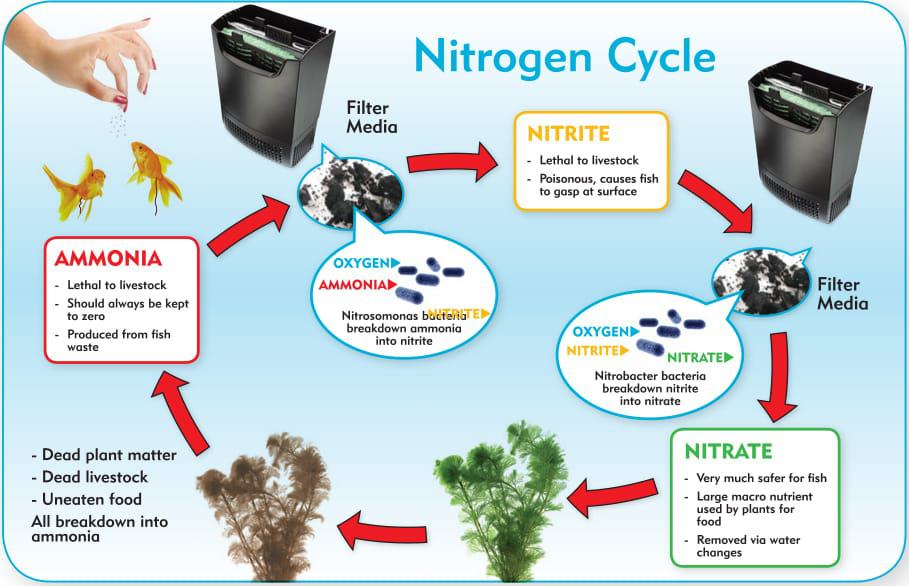 Nitrogen Cycle
Filter
Media
NITRITE
- Lethal to livestock
- Poisonous, causes fish
to gasp at surface
AMMONIA
- Lethal to livestock
- Should always be kept
to zero
- Produced from fish
waste
OXYGEN
AMMONIA
NITRITE
Nitrosomonas bacteria
breakdown ammonia
into nitrite
Filter
Media
OXYGEN
NITRITE
NITRATE
Nitrobacter bacteria
breakdown nitrite
into nitrate
NITRATE
- Very much safer for fish
- Large macro nutrient
used by plants for
food
- Removed via water
changes
- Dead plant matter
- Dead livestock
- Uneaten food
All breakdown into
ammonia